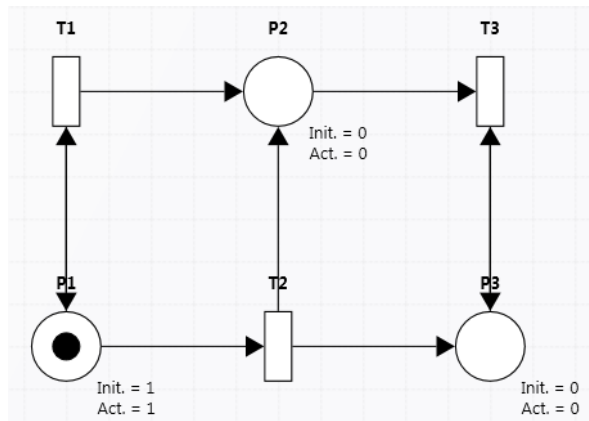 T1
P2
T3
Init. = 0
Act. = 0
P1
T2
P3
Init. = 1
Act. = 1
Init. = 0
Act. = 0